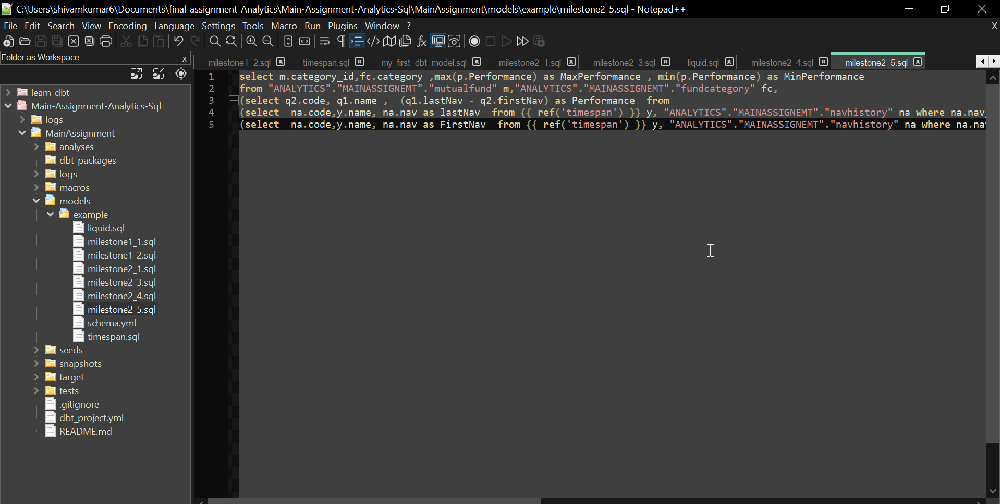 C:\Users\shivamkumar6\Documents\final_assignment_Analytics\Main-Assignment-Analytics-Sql\MainAssignment\models\example\milestone2_5.sql - Notepad++
File Edit Search View Encoding Language Settings Tools Macro Run Plugins Window ? X
Folder as Workspace x
milestone1_2.sql timespan.sql my_first_dbt_model.sql milestone2_1.sql milestone2_3.sql liquid.sql milestone2_4.sql milestone2_5.sql
learn-dbt
Main-Assignment-Analytics-Sql
logs
MainAssignment
analyses
dbt_packages
logs
macros
models
example
liquid.sql
milestone1_1.sql
milestone1_2.sql
milestone2_1.sql
milestone2_3.sql
milestone2_4.sql
milestone2_5.sql
schema.yml
timespan.sql
seeds
snapshots
target
tests
.gitignore
dbt_project.yml
README.md
1 select m.category_id,fc.category ,max(p.Performance) as MaxPerformance , min(p.Performance) as MinPerformance
2 from "ANALYTICS"."MAINASSIGNEMT"."mutualfund" m,"ANALYTICS"."MAINASSIGNEMT"."fundcategory" fc,
3 (select q2.code, q1.name , (q1.lastNav - q2.firstNav) as Performance from
4 (select na.code,y.name, na.nav as lastNav from {{ ref('timespan') }} y, "ANALYTICS"."MAINASSIGNEMT"."navhistory" na where na.nav_
5 (select na.code,y.name, na.nav as FirstNav from {{ ref('timespan') }} y, "ANALYTICS"."MAINASSIGNEMT"."navhistory" na where na.na